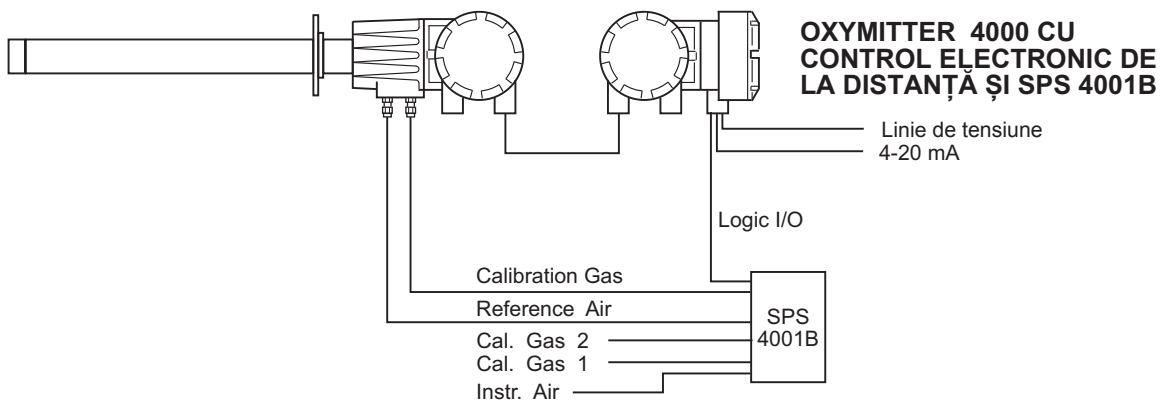 OXYMITTER 4000 CU
CONTROL ELECTRONIC DE
LA DISTANȚĂ ȘI SPS 4001B
Linie de tensiune
4-20 mA
Logic I/O
Calibration Gas
Reference Air
SPS
4001B
Cal. Gas 2
Cal. Gas 1
Instr. Air